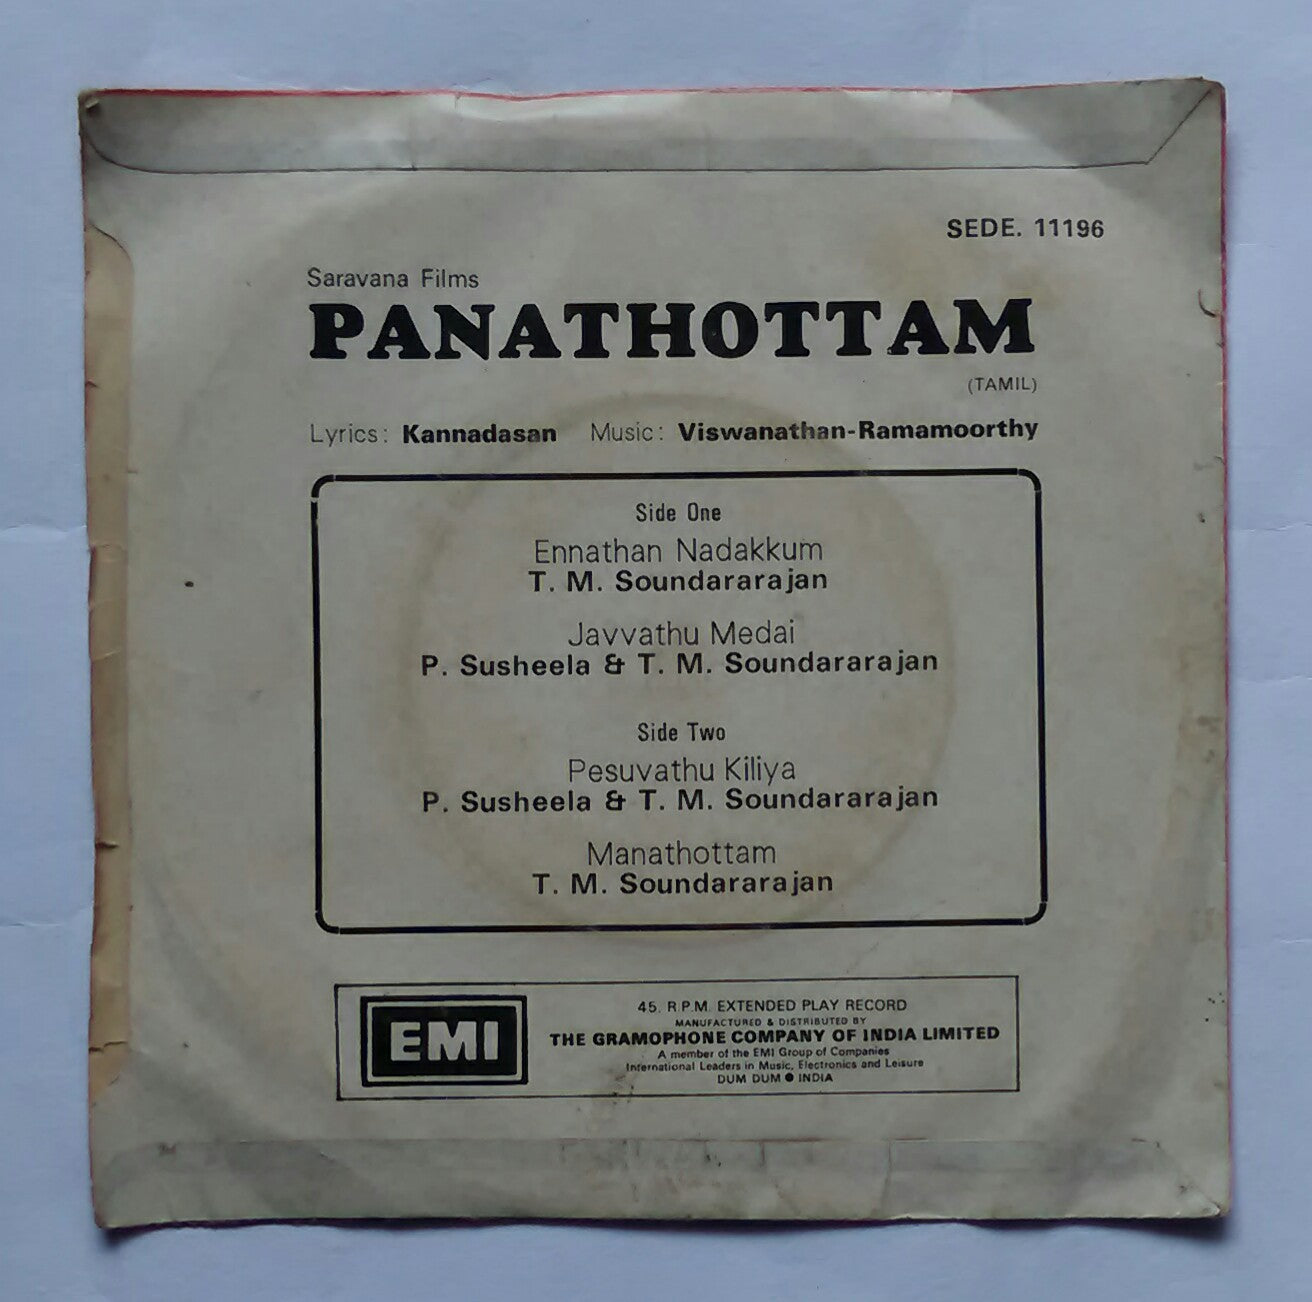 SEDE. 11196
Saravana Films
PANATHOTTAM
(TAMIL)
Lyrics: Kannadasan Music: Viswanathan-Ramamoorthy
Side One
Ennathan Nadakkum
T. M. Soundararajan
Javvathu Medai
P. Susheela & T. M. Soundararajan
Side Two
Pesuvathu Kiliya
P. Susheela & T. M. Soundararajan
Manathottam
T. M. Soundararajan
EMI
45. R.P.M. EXTENDED PLAY RECORD
MANUFACTURED & DISTRIBUTED BY
THE GRAMOPHONE COMPANY OF INDIA LIMITED
A member of the EMI Group of Companies
International Leaders in Music, Electronics and Leisure
DUM DUM ● INDIA